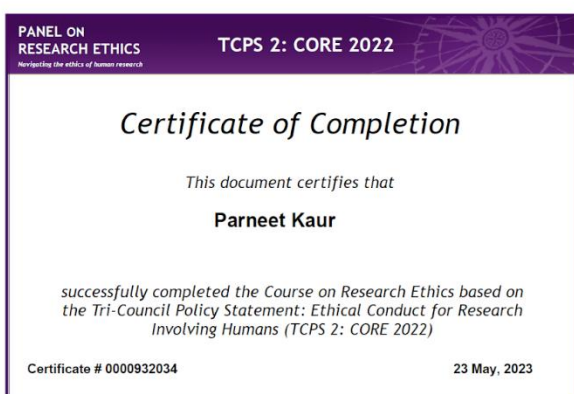 PANEL ON
RESEARCH ETHICS
Navigating the ethics of human research
TCPS 2: CORE 2022
Certificate of Completion
This document certifies that
Parneet Kaur
successfully completed the Course on Research Ethics based on
the Tri-Council Policy Statement: Ethical Conduct for Research
Involving Humans (TCPS 2: CORE 2022)
Certificate # 0000932034
23 May, 2023